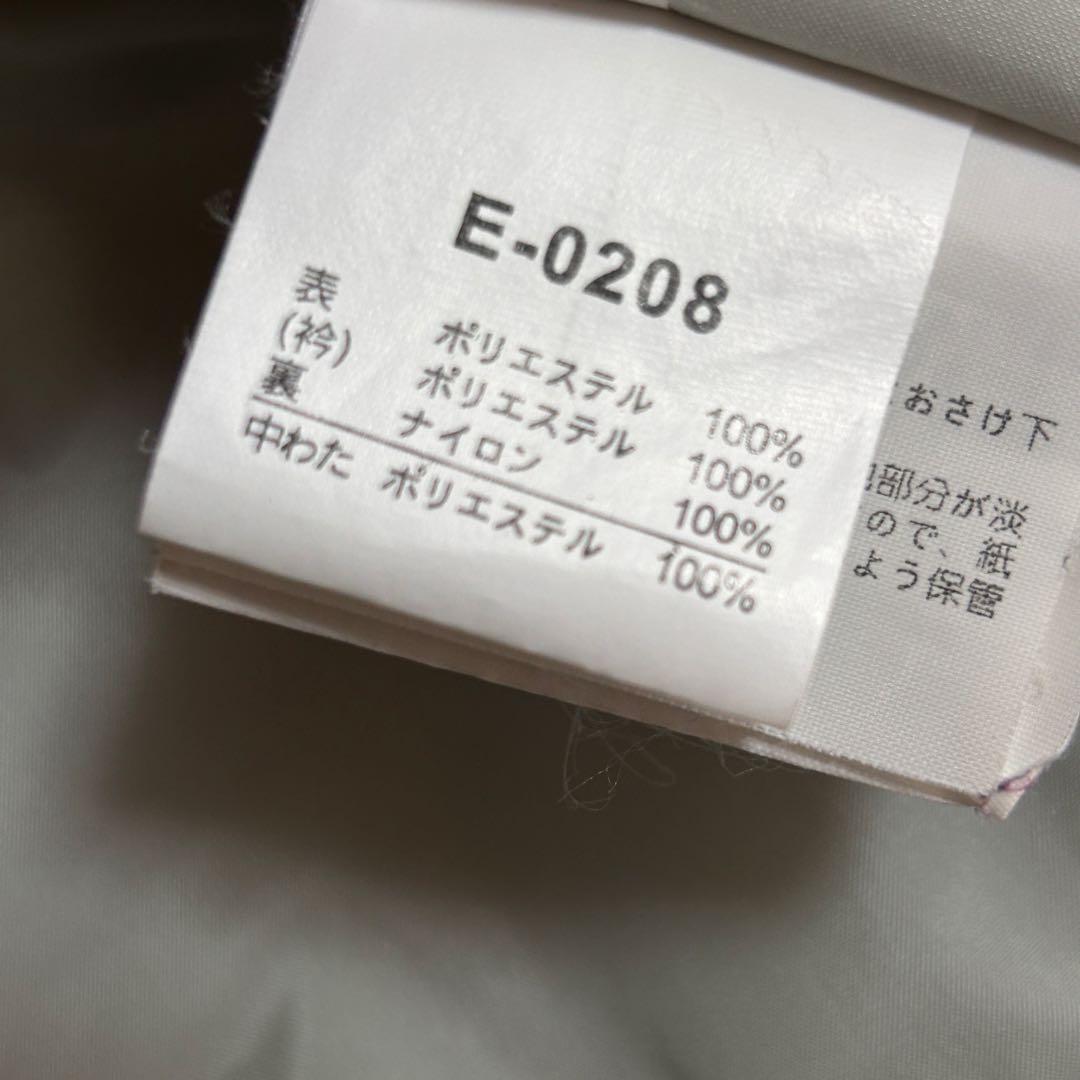 E-0208
表 ポリエステル 100%
(衿) ポリエステル 100%
裏 ナイロン 100%
中わた ポリエステル 100%
おさけ下
部分が淡
ので、紙
よう保管